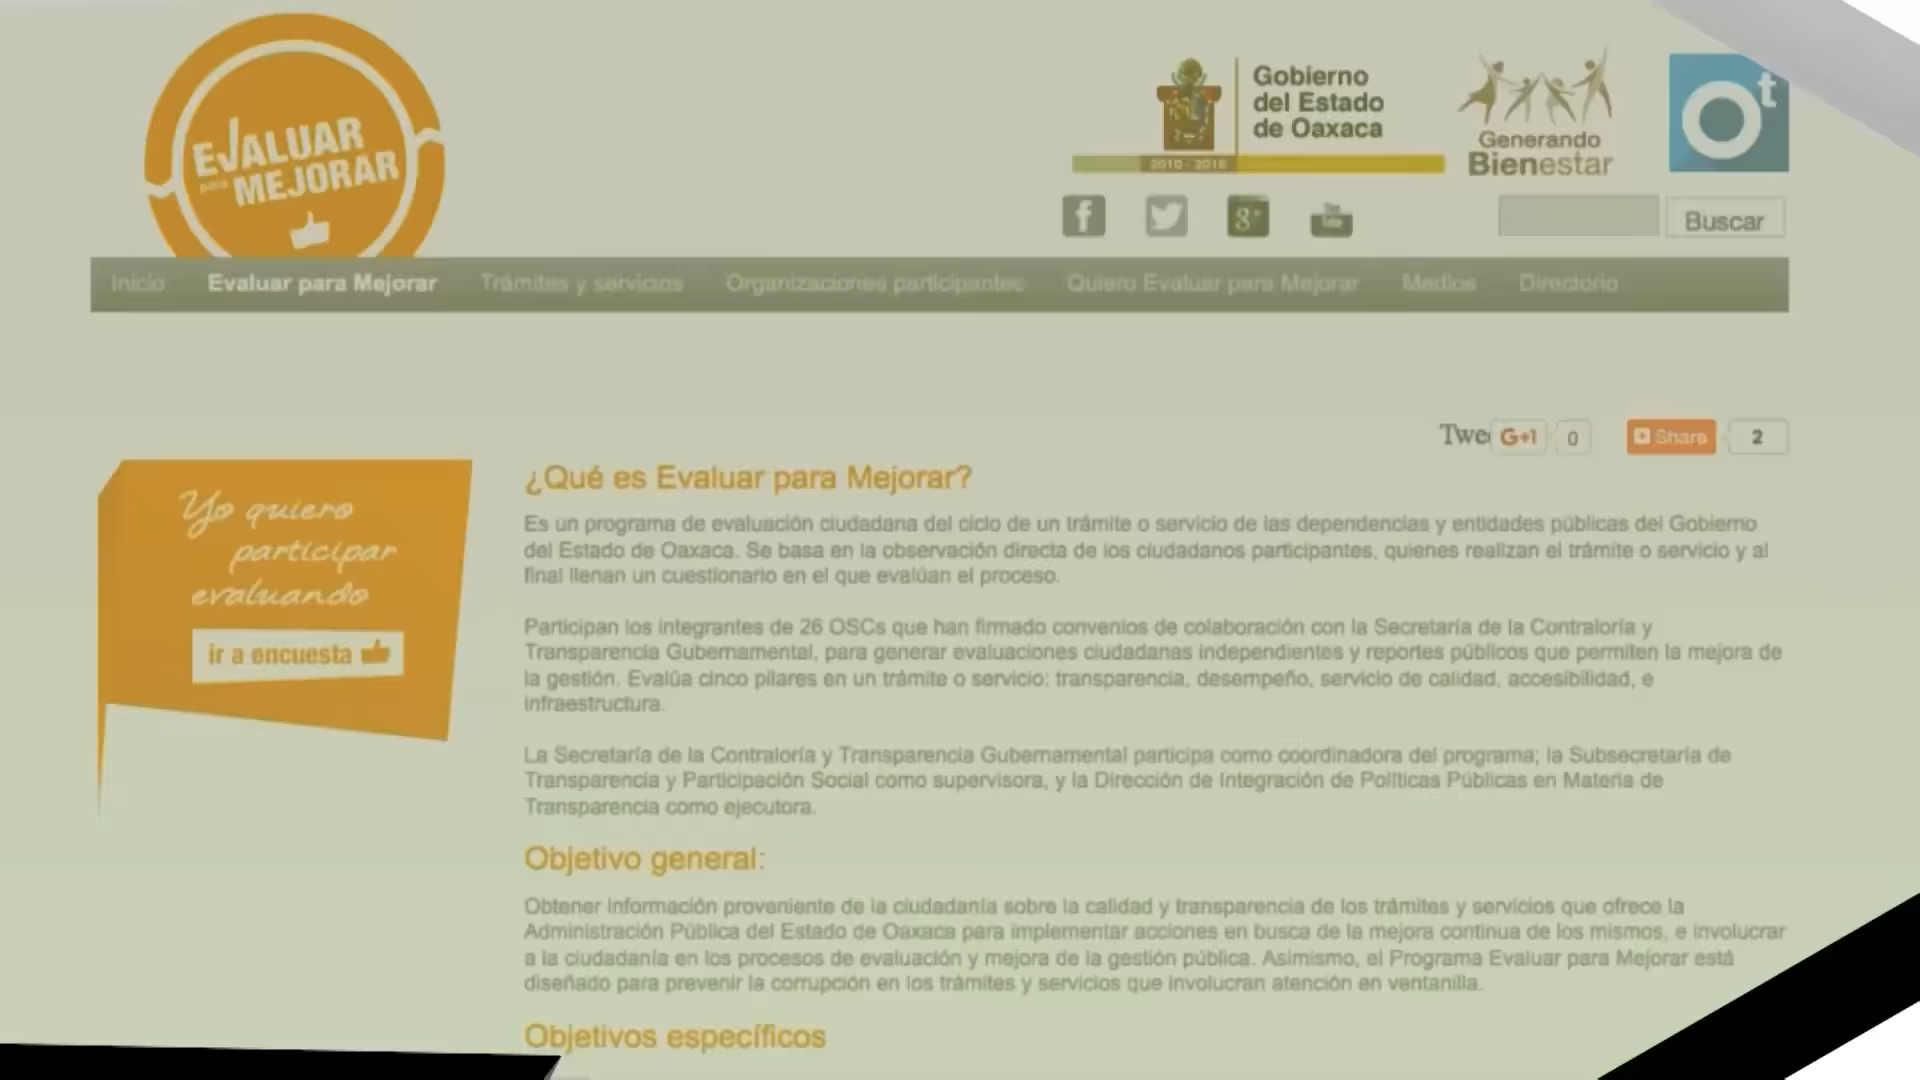 EVALUAR
para MEJORAR
Gobierno
del Estado
de Oaxaca
2010 - 2016
Generando
Bienestar
Ot
f
g+
You
Tube
Buscar
Inicio Evaluar para Mejorar Trámites y servicios Organizaciones participantes Quiero Evaluar para Mejorar Medios Directorio
Twe G+1 0 Share 2
Yo quiero
participar
evaluando
ir a encuesta
¿Qué es Evaluar para Mejorar?
Es un programa de evaluación ciudadana del ciclo de un trámite o servicio de las dependencias y entidades públicas del Gobierno
del Estado de Oaxaca. Se basa en la observación directa de los ciudadanos participantes, quienes realizan el trámite o servicio y al
final llenan un cuestionario en el que evalúan el proceso.
Participan los integrantes de 26 OSCs que han firmado convenios de colaboración con la Secretaría de la Contraloría y
Transparencia Gubernamental, para generar evaluaciones ciudadanas independientes y reportes públicos que permiten la mejora de
la gestión. Evalúa cinco pilares en un trámite o servicio: transparencia, desempeño, servicio de calidad, accesibilidad, e
infraestructura.
La Secretaría de la Contraloría y Transparencia Gubernamental participa como coordinadora del programa; la Subsecretaría de
Transparencia y Participación Social como supervisora, y la Dirección de Integración de Políticas Públicas en Materia de
Transparencia como ejecutora.
Objetivo general:
Obtener información proveniente de la ciudadanía sobre la calidad y transparencia de los trámites y servicios que ofrece la
Administración Pública del Estado de Oaxaca para implementar acciones en busca de la mejora continua de los mismos, e involucrar
a la ciudadanía en los procesos de evaluación y mejora de la gestión pública. Asimismo, el Programa Evaluar para Mejorar está
diseñado para prevenir la corrupción en los trámites y servicios que involucran atención en ventanilla.
Objetivos específicos